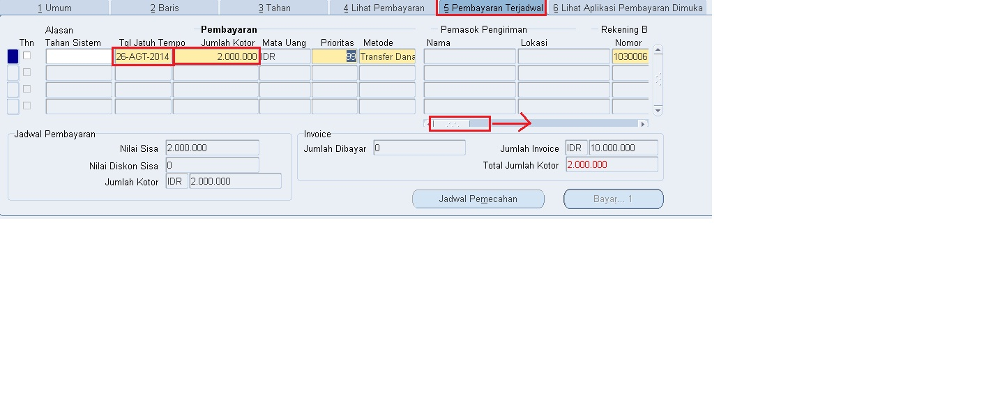 1 Umum 2 Baris 3 Tahan 4 Lihat Pembayaran 5 Pembayaran Terjadwal 6 Lihat Aplikasi Pembayaran Dimuka
Alasan Pembayaran Pemasok Pengiriman Rekening B
Thn Tahan Sistem Tgl Jatuh Tempo Jumlah Kotor Mata Uang Prioritas Metode Nama Lokasi Nomor
26-AGT-2014 2.000.000 IDR 99 Transfer Dana 1030006
Jadwal Pembayaran Invoice
Nilai Sisa 2.000.000 Jumlah Dibayar 0 Jumlah Invoice IDR 10.000.000
Nilai Diskon Sisa 0 Total Jumlah Kotor 2.000.000
Jumlah Kotor IDR 2.000.000
Jadwal Pemecahan Bayar... 1